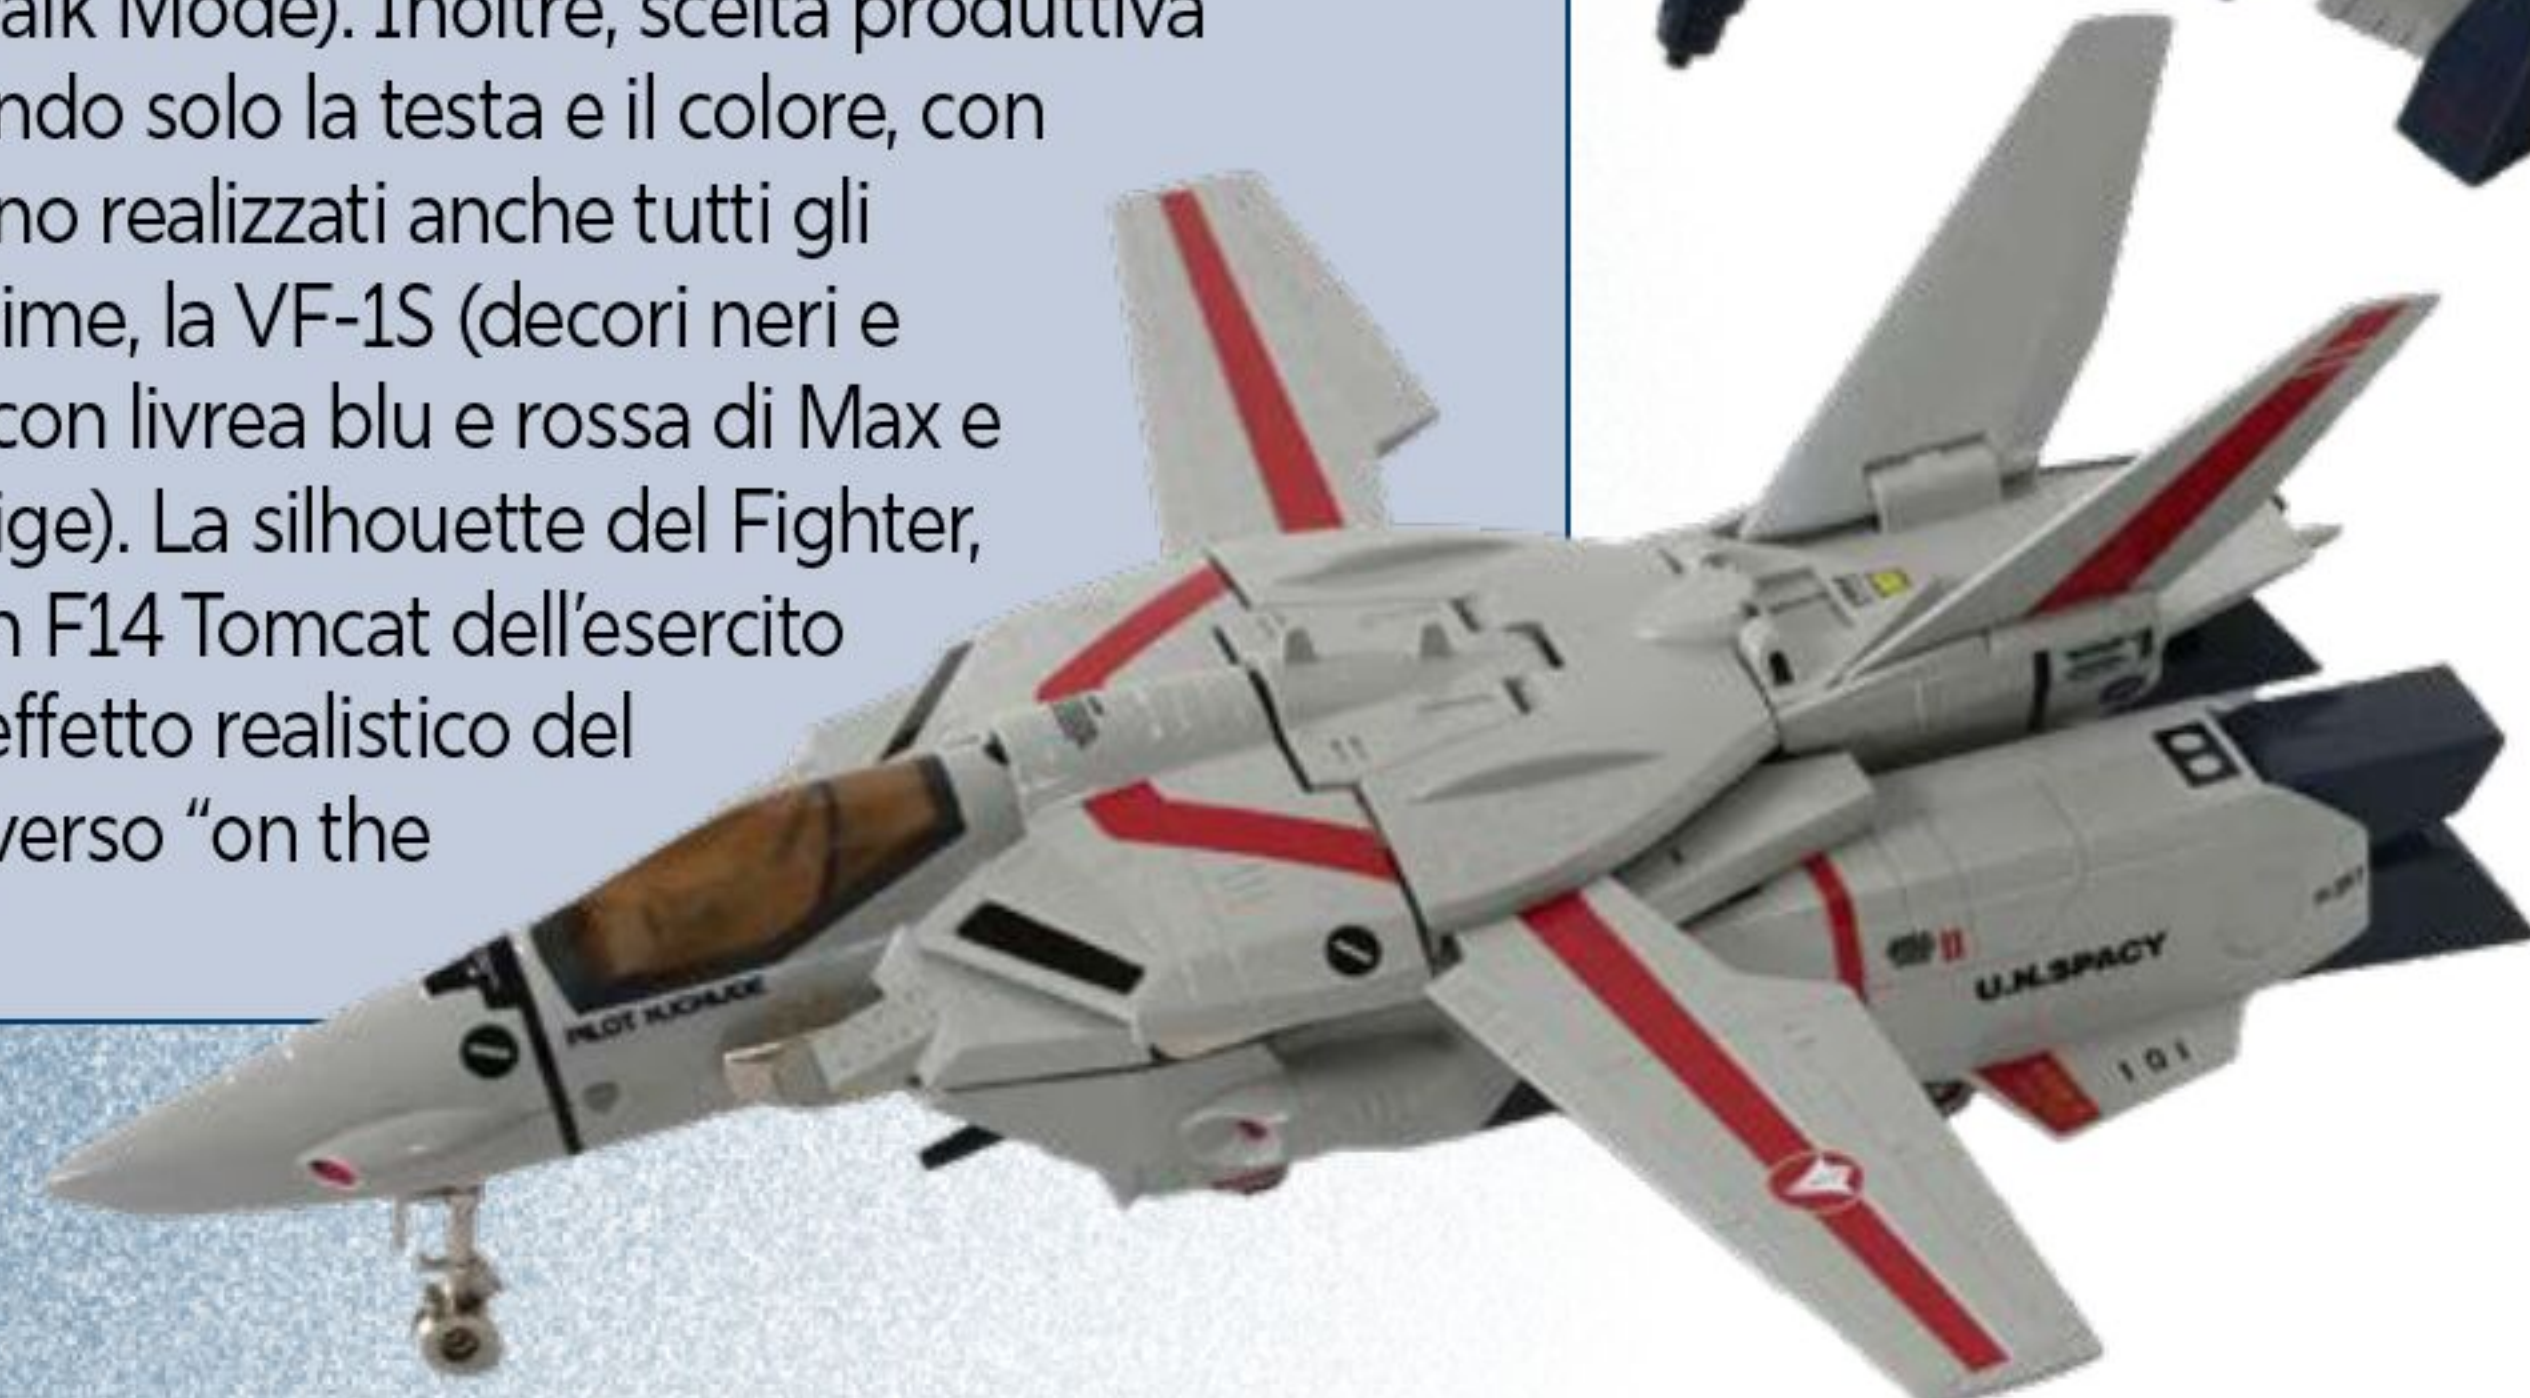 alk Mode). Inoltre, scelta produttiva
ndo solo la testa e il colore, con
no realizzati anche tutti gli
ime, la VF-1S (decori neri e
con livrea blu e rossa di Max e
ige). La silhouette del Fighter,
n F14 Tomcat dell’esercito
effetto realistico del
verso “on the
PILOT
U.N.SPACY
101